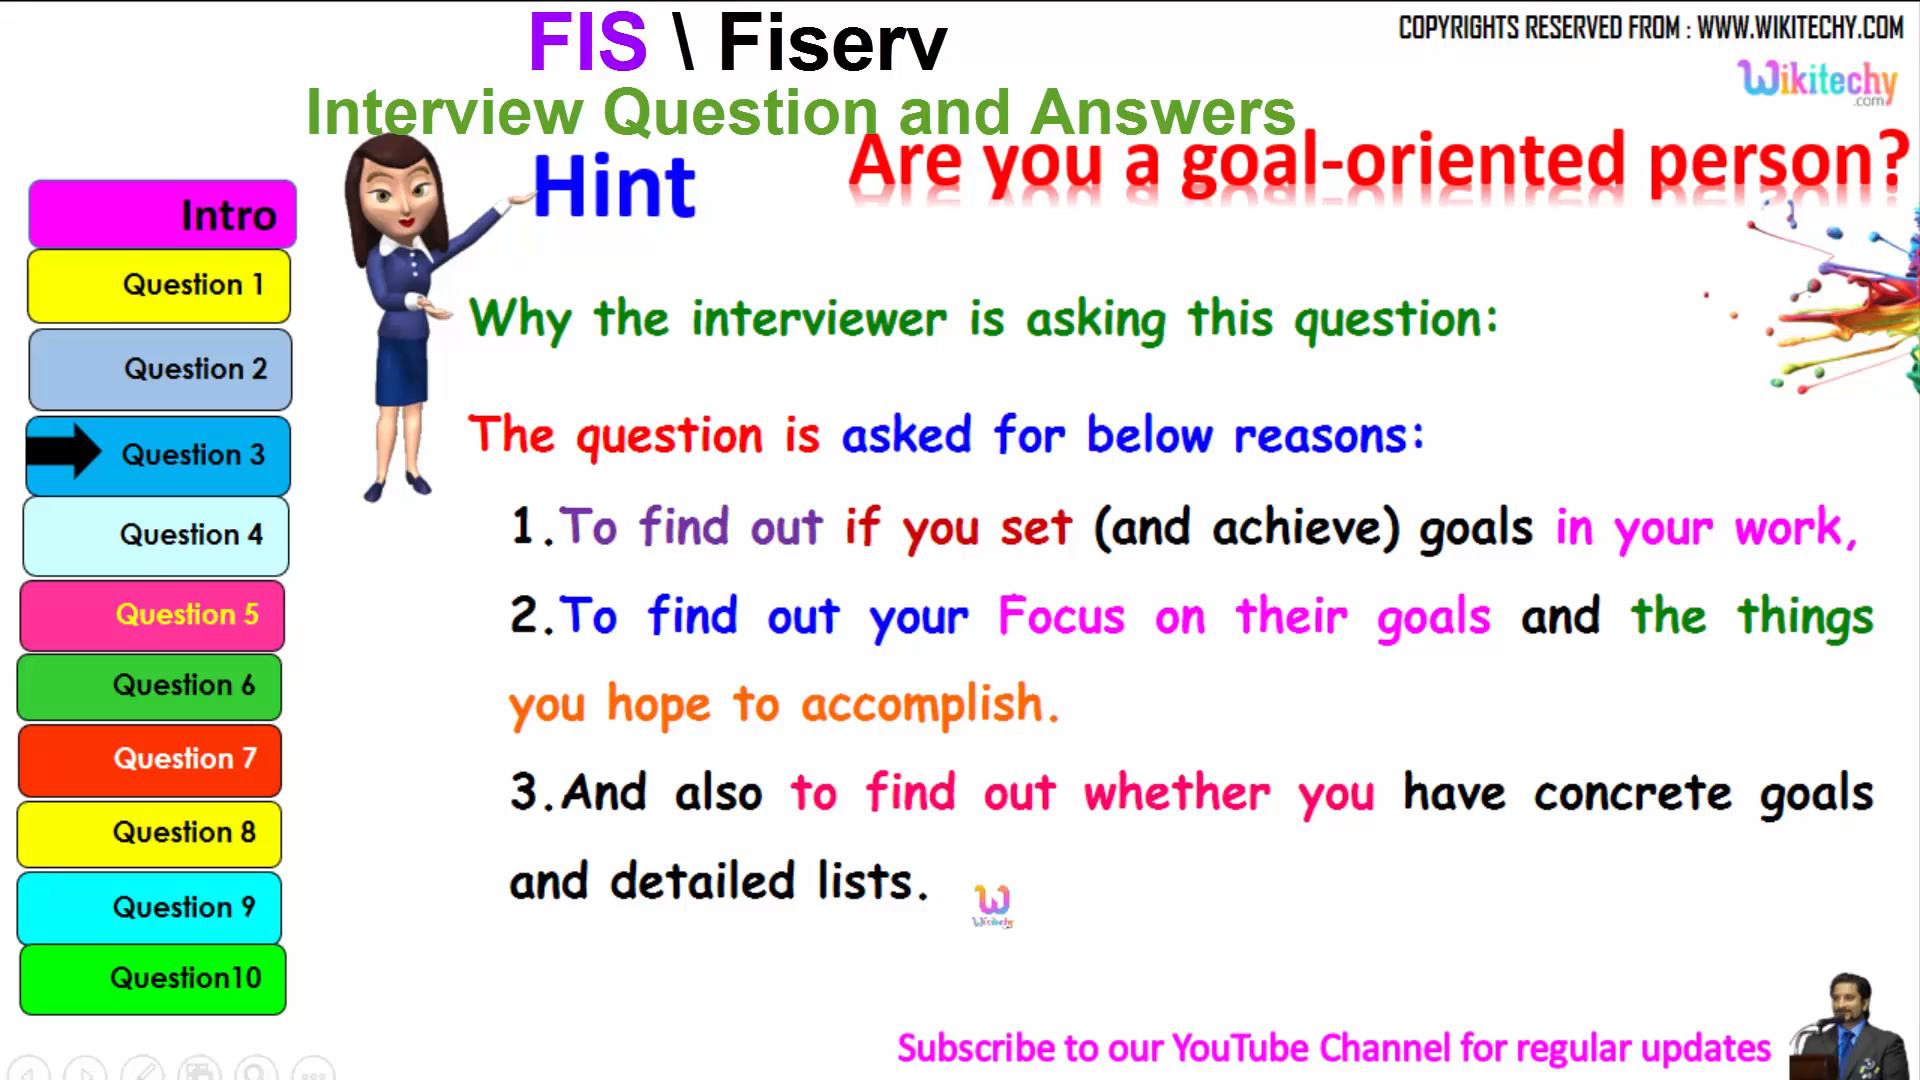 FIS \ Fiserv
COPYRIGHTS RESERVED FROM : WWW.WIKITECHY.COM
Wikitechy
.com
Interview Question and Answers
Hint
Are you a goal-oriented person?
Intro
Question 1
Question 2
Question 3
Question 4
Question 5
Question 6
Question 7
Question 8
Question 9
Question10
Why the interviewer is asking this question:
The question is asked for below reasons:
1.To find out if you set (and achieve) goals in your work,
2.To find out your Focus on their goals and the things
you hope to accomplish.
3.And also to find out whether you have concrete goals
and detailed lists.
W
Wikitechy
Subscribe to our YouTube Channel for regular updates